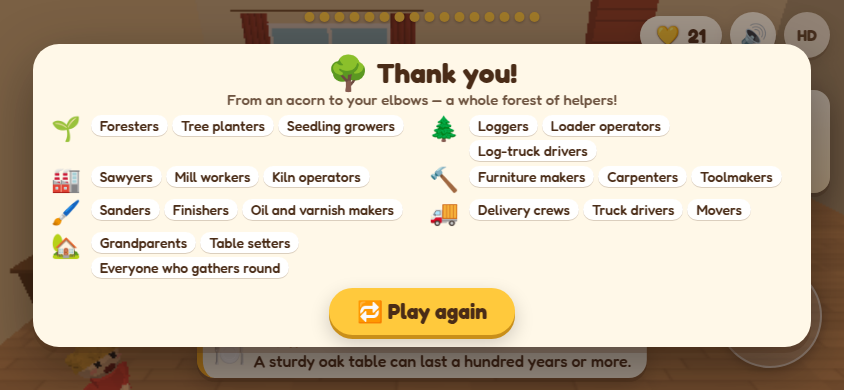 21
HD
Thank you!
From an acorn to your elbows — a whole forest of helpers!
Foresters Tree planters Seedling growers
Loggers Loader operators
Log-truck drivers
Sawyers Mill workers Kiln operators
Furniture makers Carpenters Toolmakers
Sanders Finishers Oil and varnish makers
Delivery crews Truck drivers Movers
Grandparents Table setters
Everyone who gathers round
Play again
A sturdy oak table can last a hundred years or more.